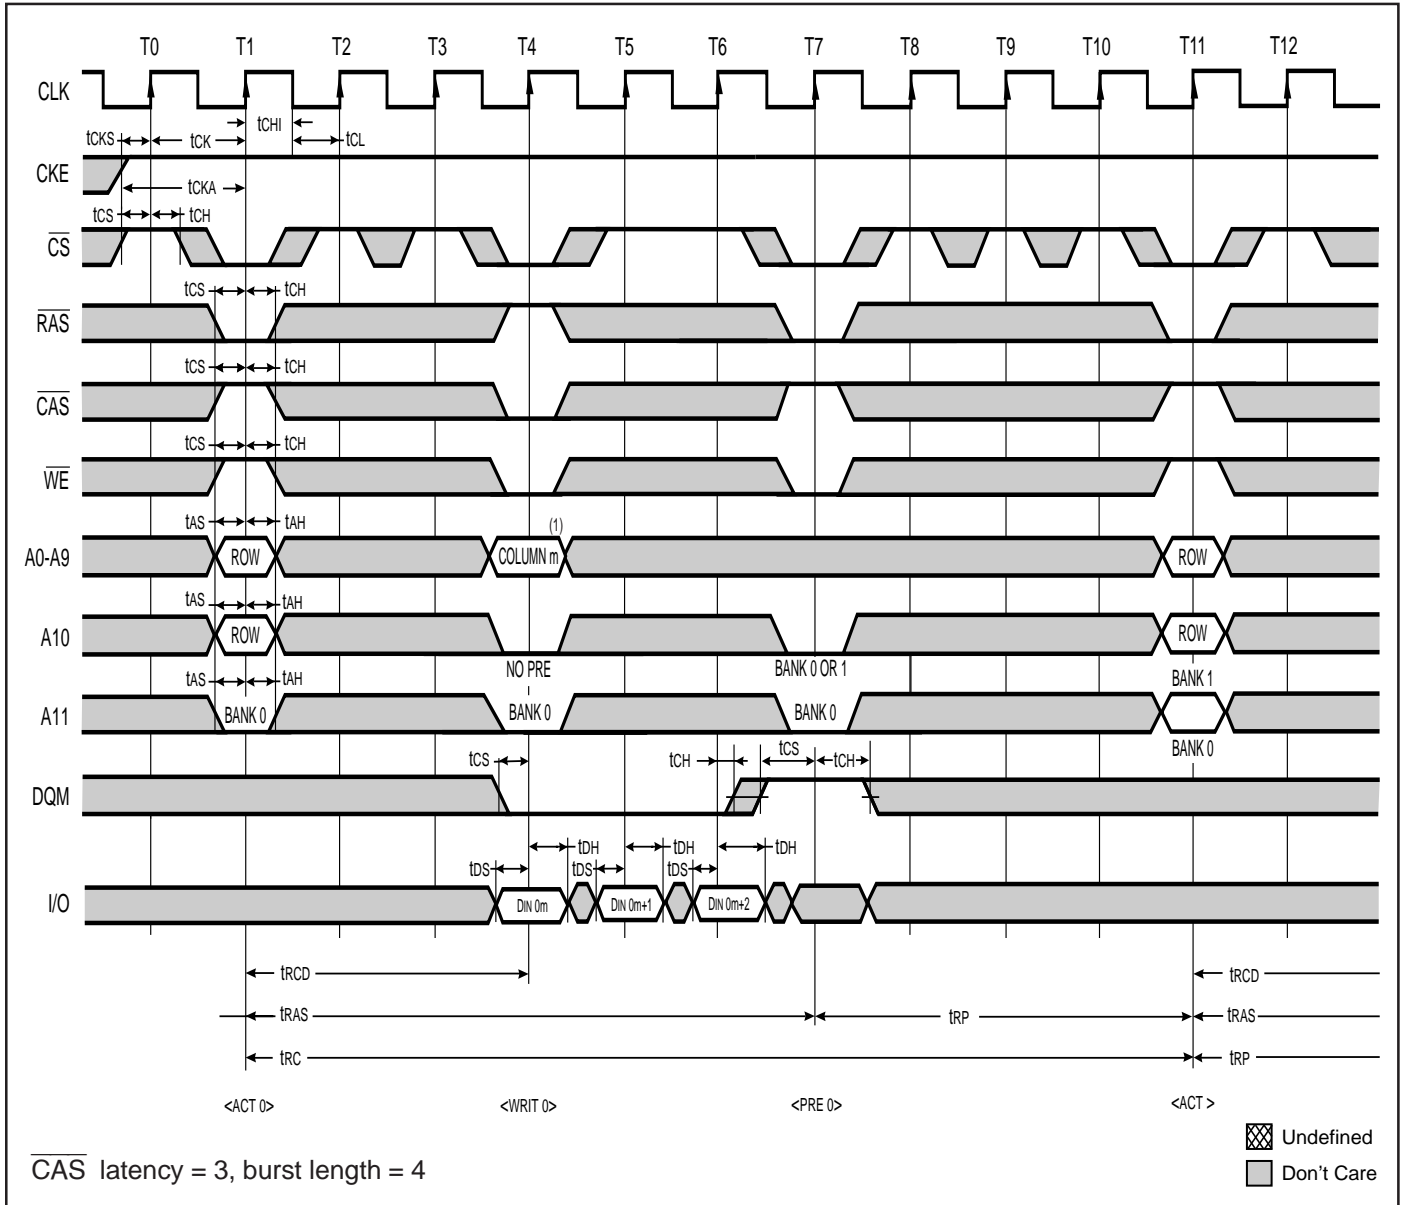 T0 T1 T2 T3 T4 T5 T6 T7 T8 T9 T10 T11 T12
CLK
tCHI
tCKS tCK tCL
CKE
tCKA
tCS tCH
CS
tCS tCH
RAS
tCS tCH
CAS
tCS tCH
WE
tAS tAH (1)
A0-A9 ROW COLUMN m ROW
tAS tAH
A10 ROW ROW
NO PRE BANK 0 OR 1 BANK 1
tAS tAH
A11 BANK 0 BANK 0 BANK 0
BANK 0
tCS tCH tCS tCH
DQM
tDH tDH tDH
tDS tDS tDS
I/O DIN 0m DIN 0m+1 DIN 0m+2
tRCD tRCD
tRAS tRP tRAS
tRC tRP
<ACT 0> <WRIT 0> <PRE 0> <ACT >
Undefined
CAS latency = 3, burst length = 4
Don't Care